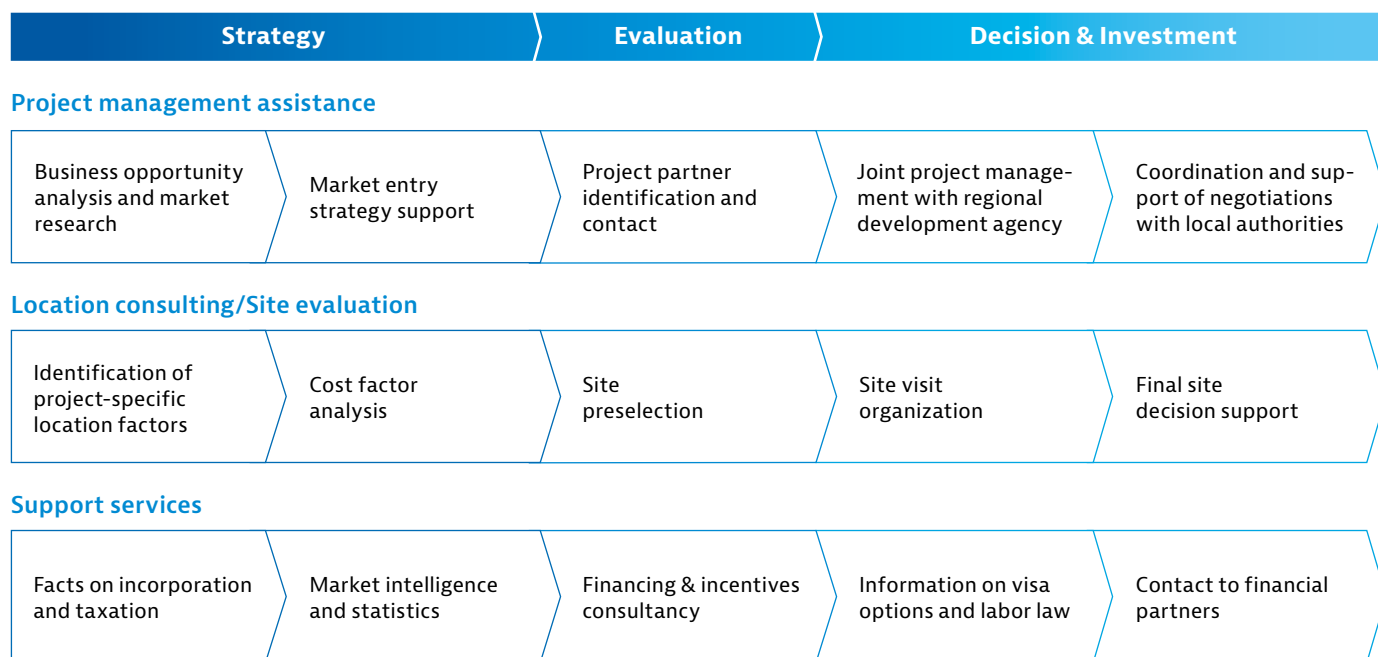 Strategy
Evaluation
Decision & Investment
Project management assistance
Business opportunity
analysis and market
research
Market entry
strategy support
Project partner
identification and
contact
Joint project manage-
ment with regional
development agency
Coordination and sup-
port of negotiations
with local authorities
Location consulting/Site evaluation
Identification of
project-specific
location factors
Cost factor
analysis
Site
preselection
Site visit
organization
Final site
decision support
Support services
Facts on incorporation
and taxation
Market intelligence
and statistics
Financing & incentives
consultancy
Information on visa
options and labor law
Contact to financial
partners